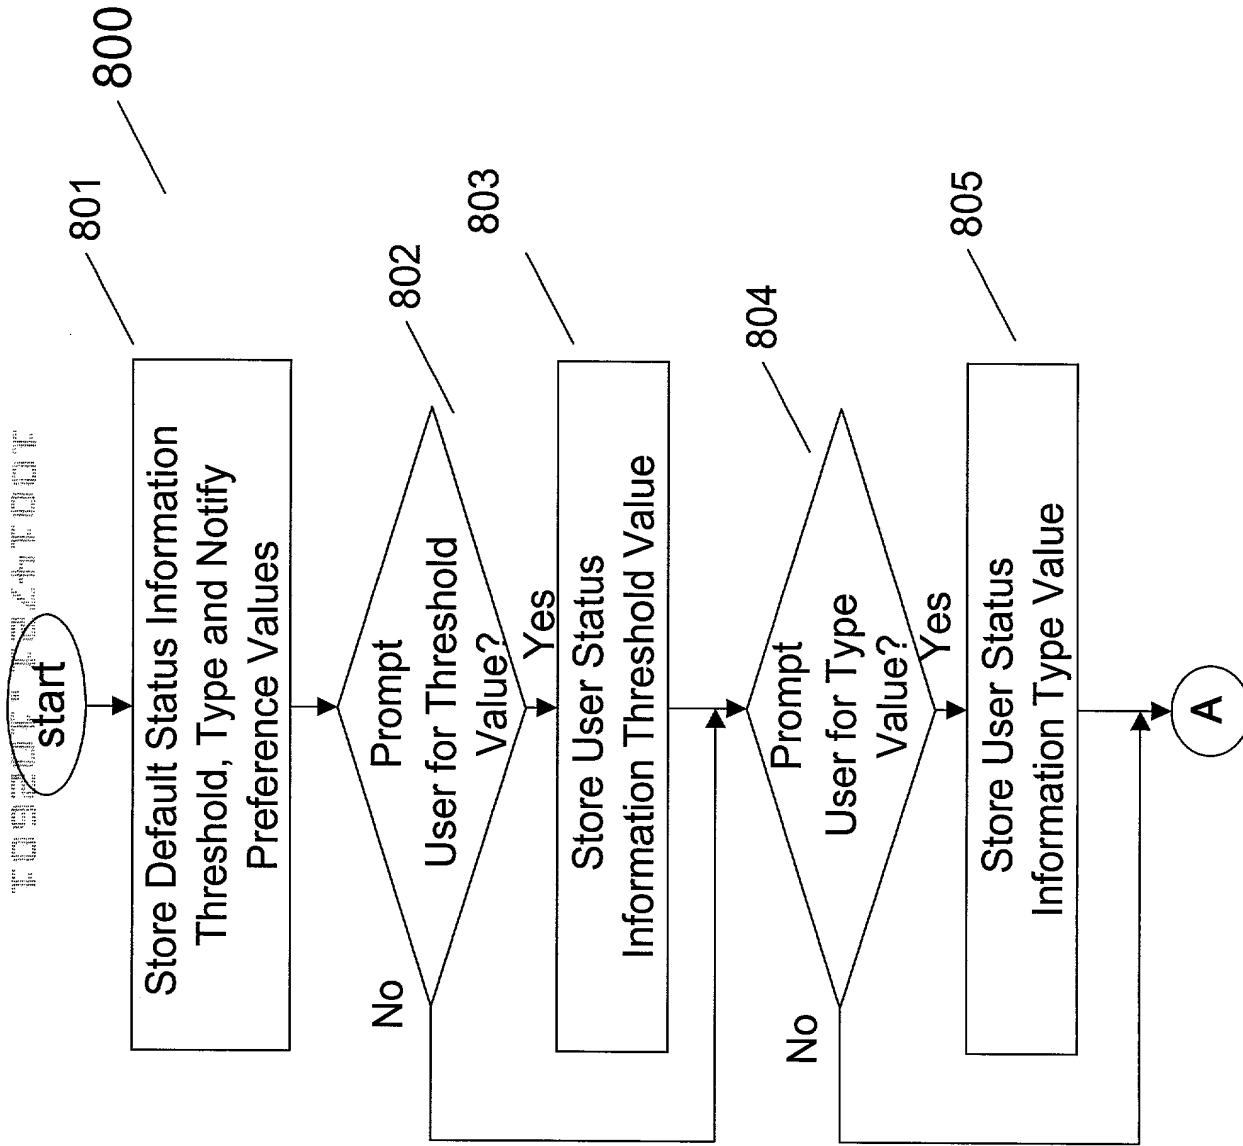 800
start
801
Store Default Status Information
Threshold, Type and Notify
Preference Values
802
Prompt
User for Threshold
Value?
No
Yes
803
Store User Status
Information Threshold Value
804
Prompt
User for Type
Value?
No
Yes
805
Store User Status
Information Type Value
A